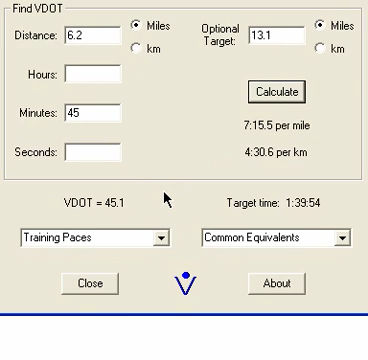 Find VDOT
Distance: 6.2 Miles km
Optional Target: 13.1 Miles km
Hours:
Calculate
Minutes: 45
7:15.5 per mile
Seconds:
4:30.6 per km
VDOT = 45.1 Target time: 1:39:54
Training Paces Common Equivalents
Close About